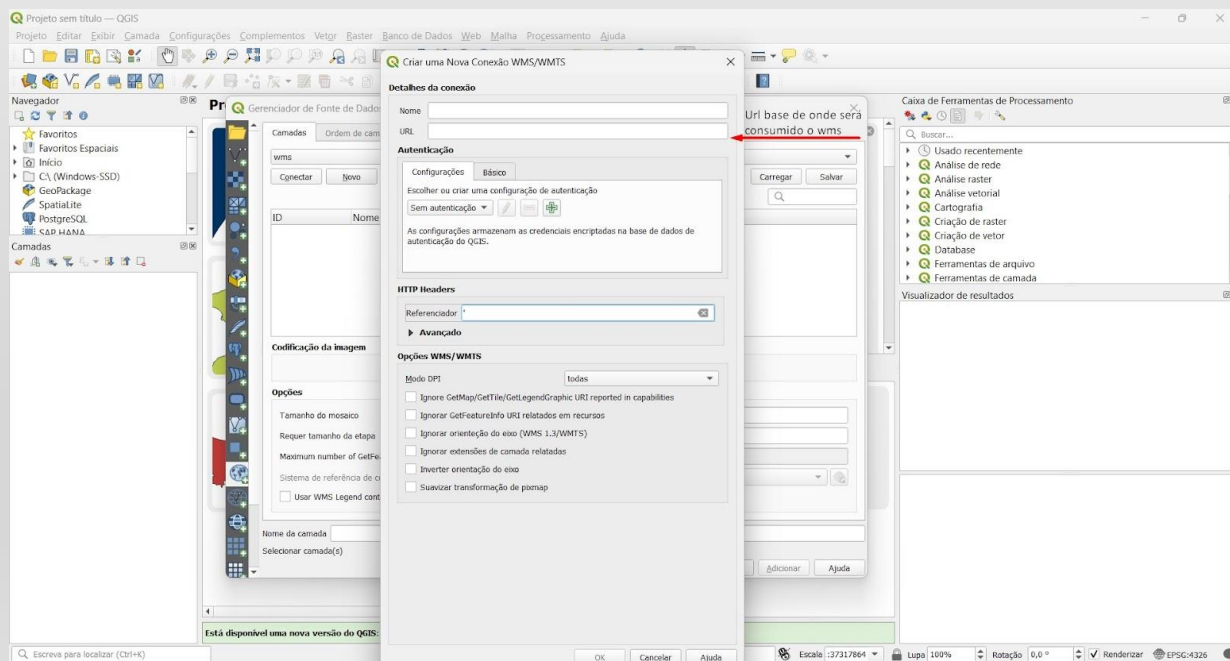 Projeto sem título — QGIS
Projeto Editar Exibir Camada Configurações Complementos Vetor Raster Banco de Dados Web Malha Processamento Ajuda
Navegador
Favoritos
Favoritos Espaciais
Início
C:\ (Windows-SSD)
GeoPackage
SpatiaLite
PostgreSQL
SAP HANA
Camadas
Pr
Gerenciador de Fonte de Dado
Camadas
Ordem de cam
wms
Conectar
Novo
Carregar
Salvar
ID
Nome
Codificação da imagem
Opções
Tamanho do mosaico
Requer tamanho da etapa
Maximum number of GetFe
Sistema de referência de c
Usar WMS Legend cont
Nome da camada
Selecionar camada(s)
Adicionar
Ajuda
Está disponível uma nova versão do QGIS:
Criar uma Nova Conexão WMS/WMTS
Detalhes da conexão
Nome
URL
Url base de onde será
consumido o wms
Autenticação
Configurações
Básico
Escolher ou criar uma configuração de autenticação
Sem autenticação
As configurações armazenam as credenciais encriptadas na base de dados de
autenticação do QGIS.
HTTP Headers
Referenciador
Avançado
Opções WMS/WMTS
Modo DPI
todas
Ignore GetMap/GetTile/GetLegendGraphic URI reported in capabilities
Ignorar GetFeatureInfo URI relatados em recursos
Ignorar orienteção do eixo (WMS 1.3/WMTS)
Ignorar extensões de camada relatadas
Inverter orientação do eixo
Suavizar transformação de pixmap
OK
Cancelar
Ajuda
Caixa de Ferramentas de Processamento
Buscar...
Usado recentemente
Análise de rede
Análise raster
Análise vetorial
Cartografia
Criação de raster
Criação de vetor
Database
Ferramentas de arquivo
Ferramentas de camada
Visualizador de resultados
Escreva para localizar (Ctrl+K)
Escala :37317864
Lupa 100%
Rotação 0,0 °
Renderizar
EPSG:4326